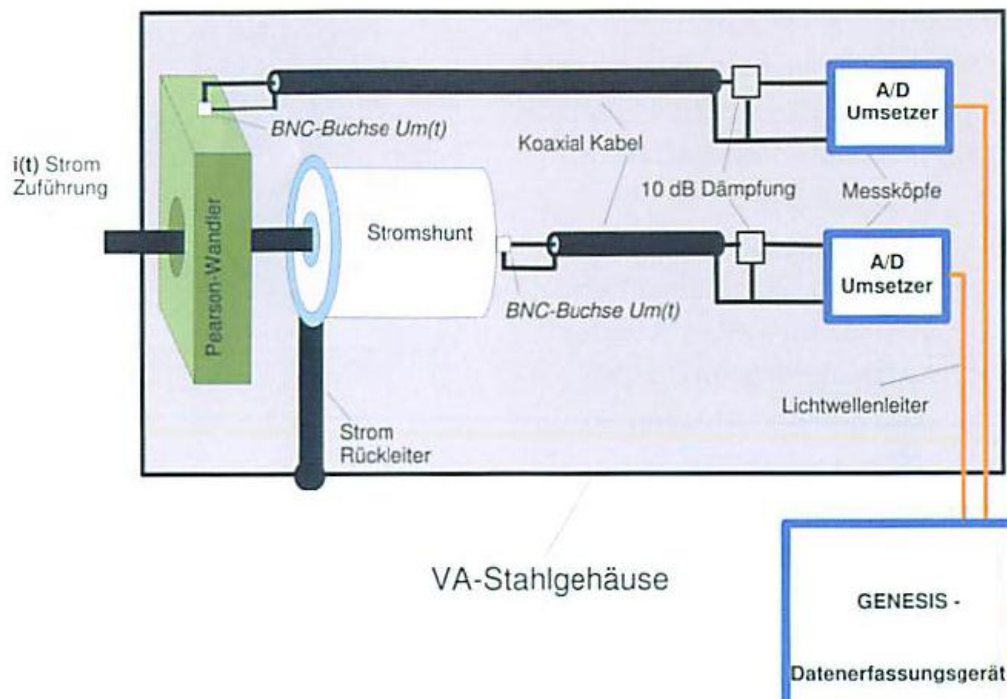 A/D
Umsetzer
BNC-Buchse Um(t)
Koaxial Kabel
i(t) Strom
Zuführung
10 dB Dämpfung
Messköpfe
Pearson-Wandler
Stromshunt
A/D
Umsetzer
BNC-Buchse Um(t)
Lichtwellenleiter
Strom
Rückleiter
VA-Stahlgehäuse
GENESIS -
Datenerfassungsgerät